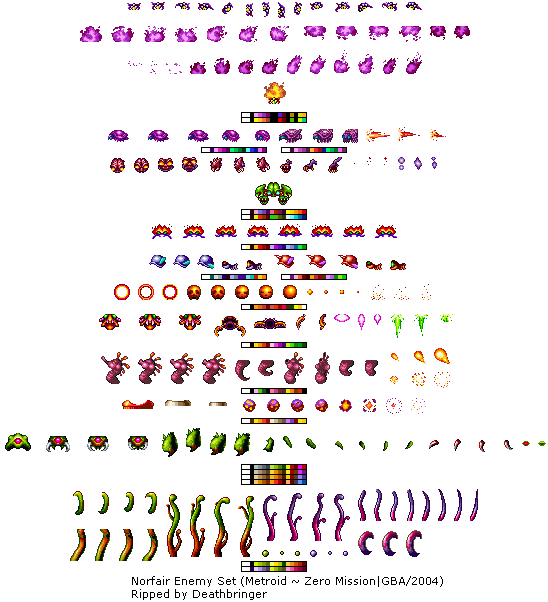 Norfair Enemy Set (Metroid ~ Zero Mission|GBA/2004)
Ripped by Deathbringer